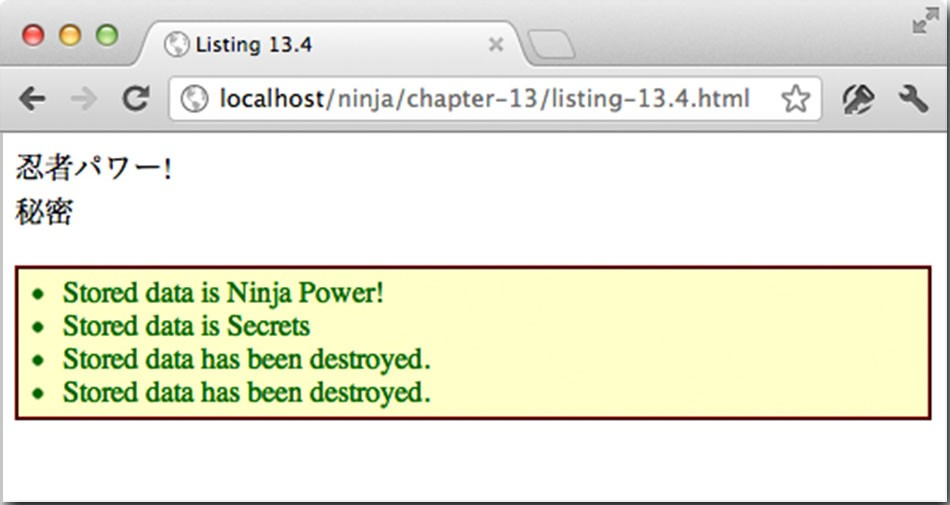 Listing 13.4
localhost/ninja/chapter-13/listing-13.4.html
忍者パワー!
秘密
• Stored data is Ninja Power!
• Stored data is Secrets
• Stored data has been destroyed.
• Stored data has been destroyed.